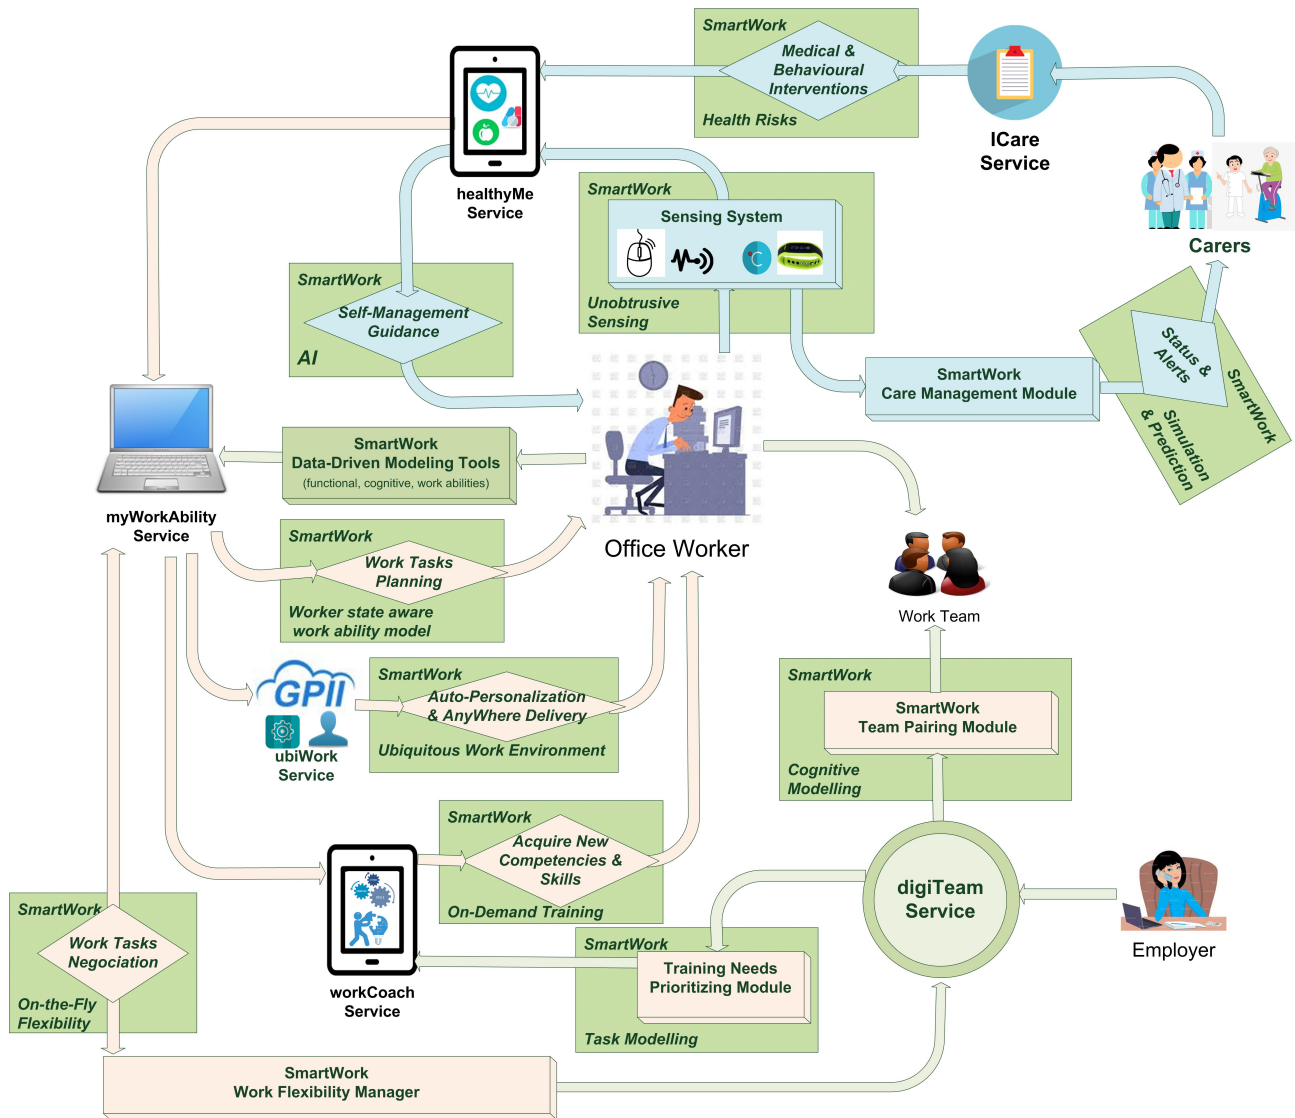 SmartWork
Medical &
Behavioural
Interventions
Health Risks
ICare
Service
healthyMe
Service
SmartWork
Sensing System
°C
Unobtrusive
Sensing
Carers
SmartWork
Self-Management
Guidance
AI
Status &
Alerts
SmartWork
Simulation
& Prediction
SmartWork
Care Management Module
SmartWork
Data-Driven Modeling Tools
(functional, cognitive, work abilities)
myWorkAbility
Service
Office Worker
SmartWork
Work Tasks
Planning
Worker state aware
work ability model
Work Team
GPII
ubiWork
Service
SmartWork
Auto-Personalization
& AnyWhere Delivery
Ubiquitous Work Environment
SmartWork
SmartWork
Team Pairing Module
Cognitive
Modelling
SmartWork
Acquire New
Competencies &
Skills
On-Demand Training
digiTeam
Service
Employer
SmartWork
Work Tasks
Negociation
On-the-Fly
Flexibility
workCoach
Service
SmartWork
Training Needs
Prioritizing Module
Task Modelling
SmartWork
Work Flexibility Manager